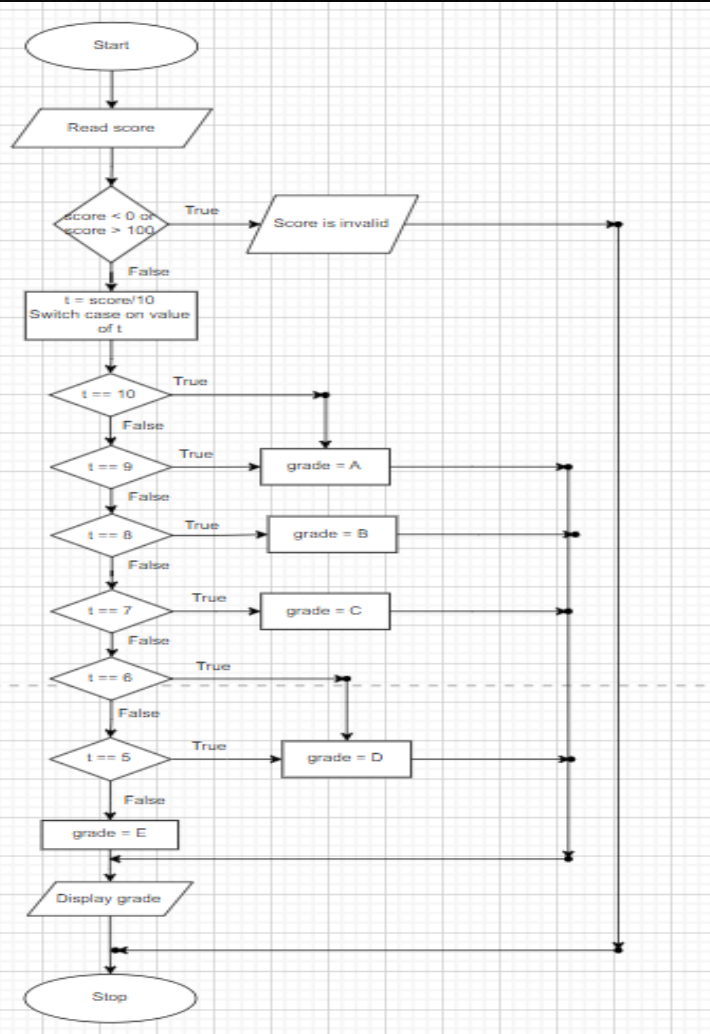 Start
Read score
score < 0 or
score > 100
True
Score is invalid
False
t = score/10
Switch case on value
of t
True
t == 10
False
True
t == 9
grade = A
False
True
t == 8
grade = B
False
True
t == 7
grade = C
False
True
t == 6
False
True
t == 5
grade = D
False
grade = E
Display grade
Stop